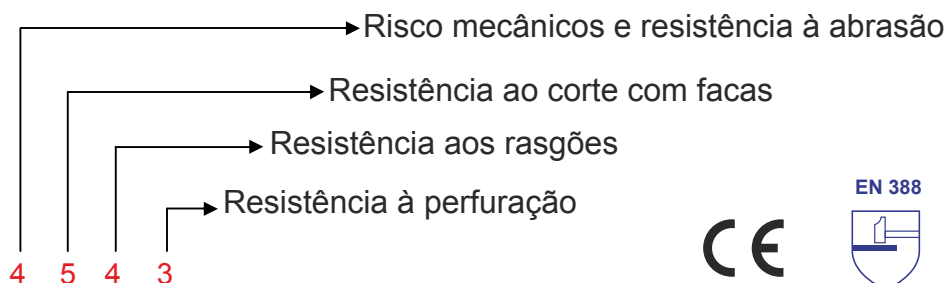 Risco mecânicos e resistência à abrasão
Resistência ao corte com facas
Resistência aos rasgões
Resistência à perfuração
EN 388
CE
4 5 4 3